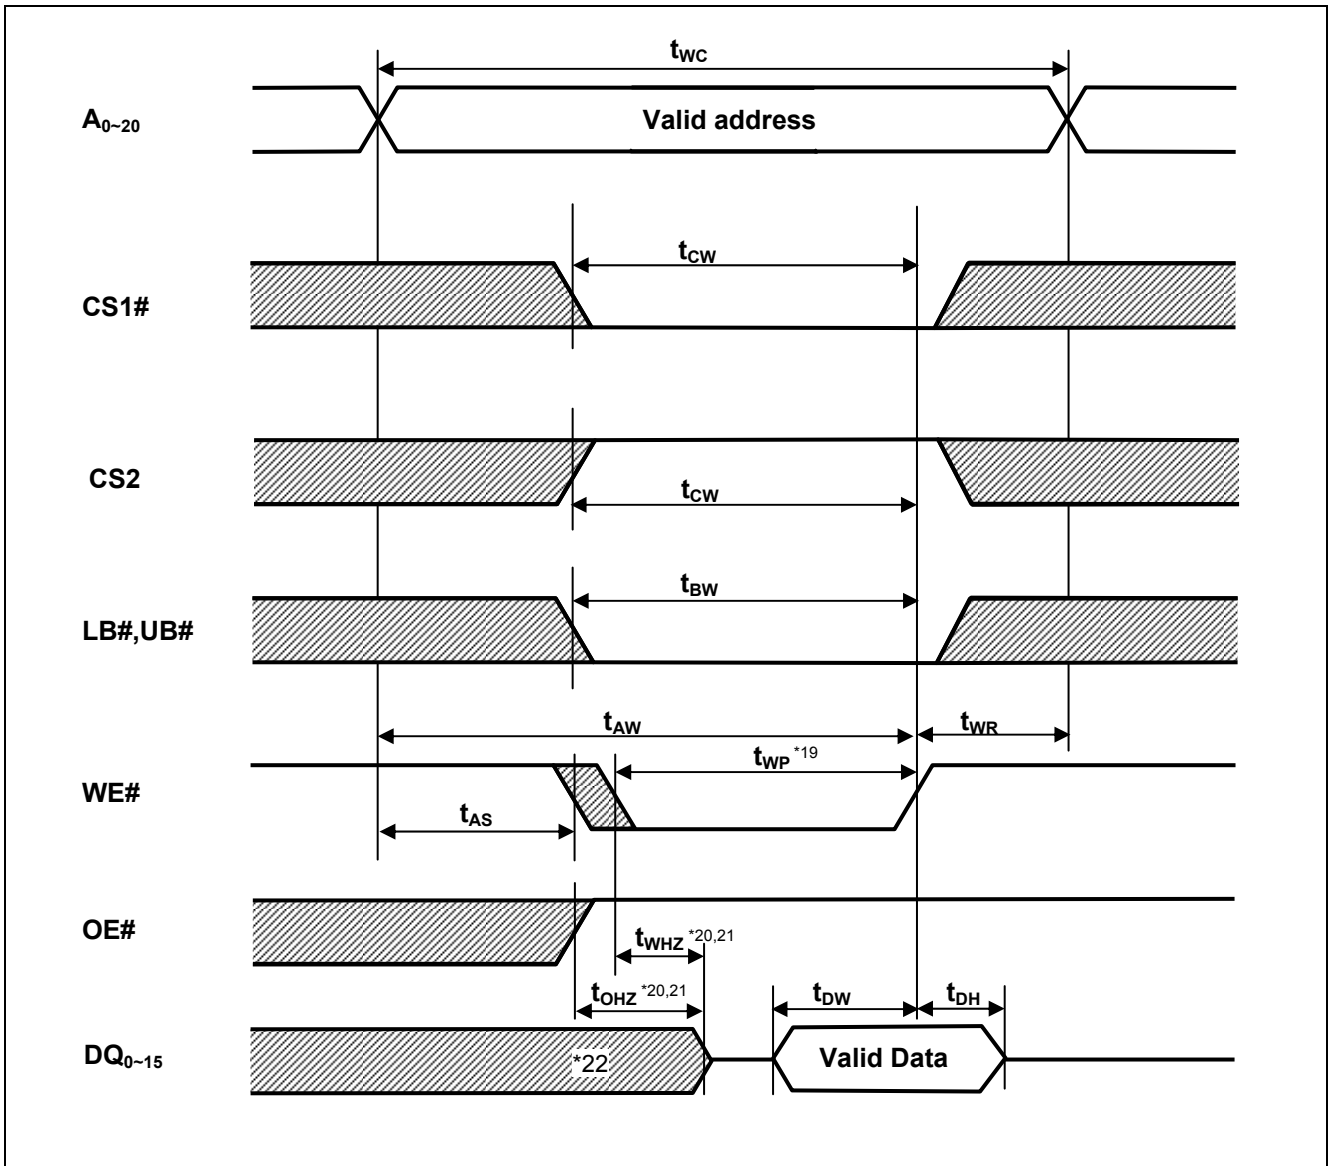 tWC
A0~20
Valid address
tCW
CS1#
CS2
tCW
tBW
LB#,UB#
tAW
tWR
tWP *19
WE#
tAS
OE#
tWHZ *20,21
tOHZ *20,21
tDW
tDH
DQ0~15
*22
Valid Data